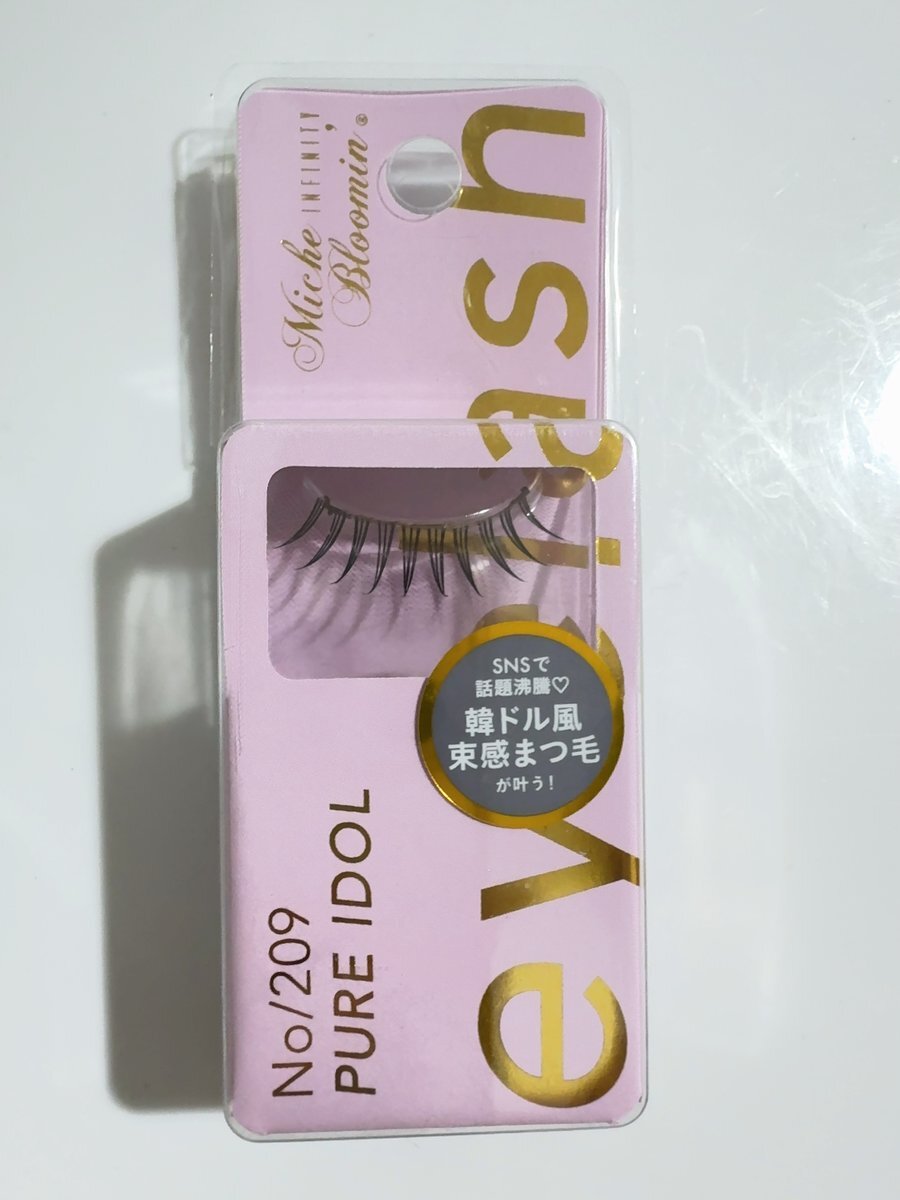 Miche INFINITY
Bloomin'®
eyelash
SNSで
話題沸騰♡
韓ドル風
束感まつ毛
が叶う!
No/209
PURE IDOL